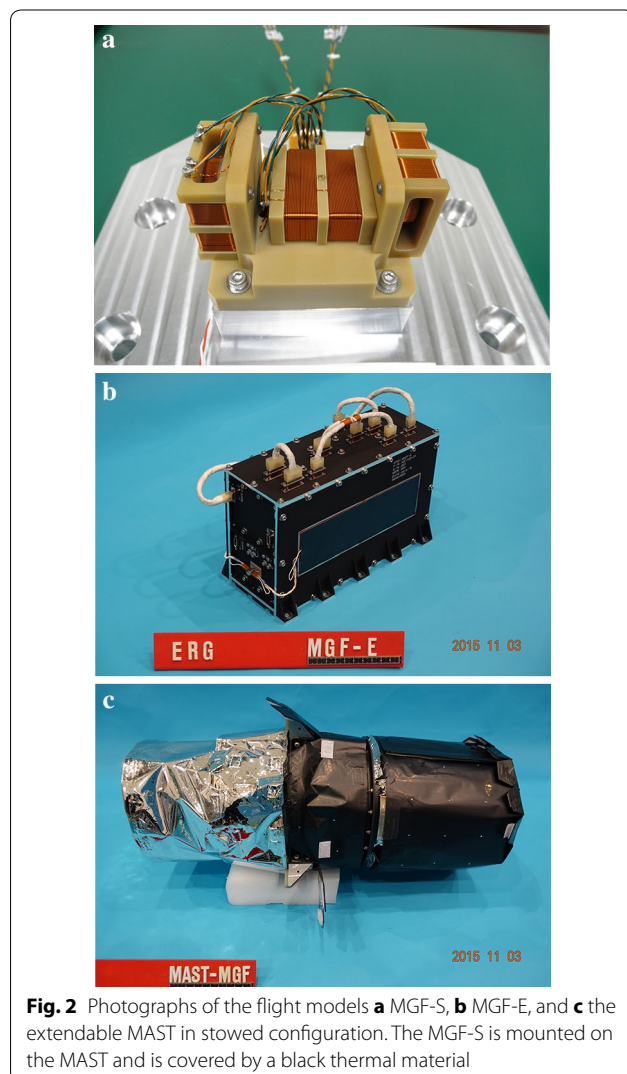 a
b
ERG MGF-E
2015 11 03
c
2015 11 03
MAST-MGF
Fig. 2 Photographs of the flight models a MGF-S, b MGF-E, and c the
extendable MAST in stowed configuration. The MGF-S is mounted on
the MAST and is covered by a black thermal material